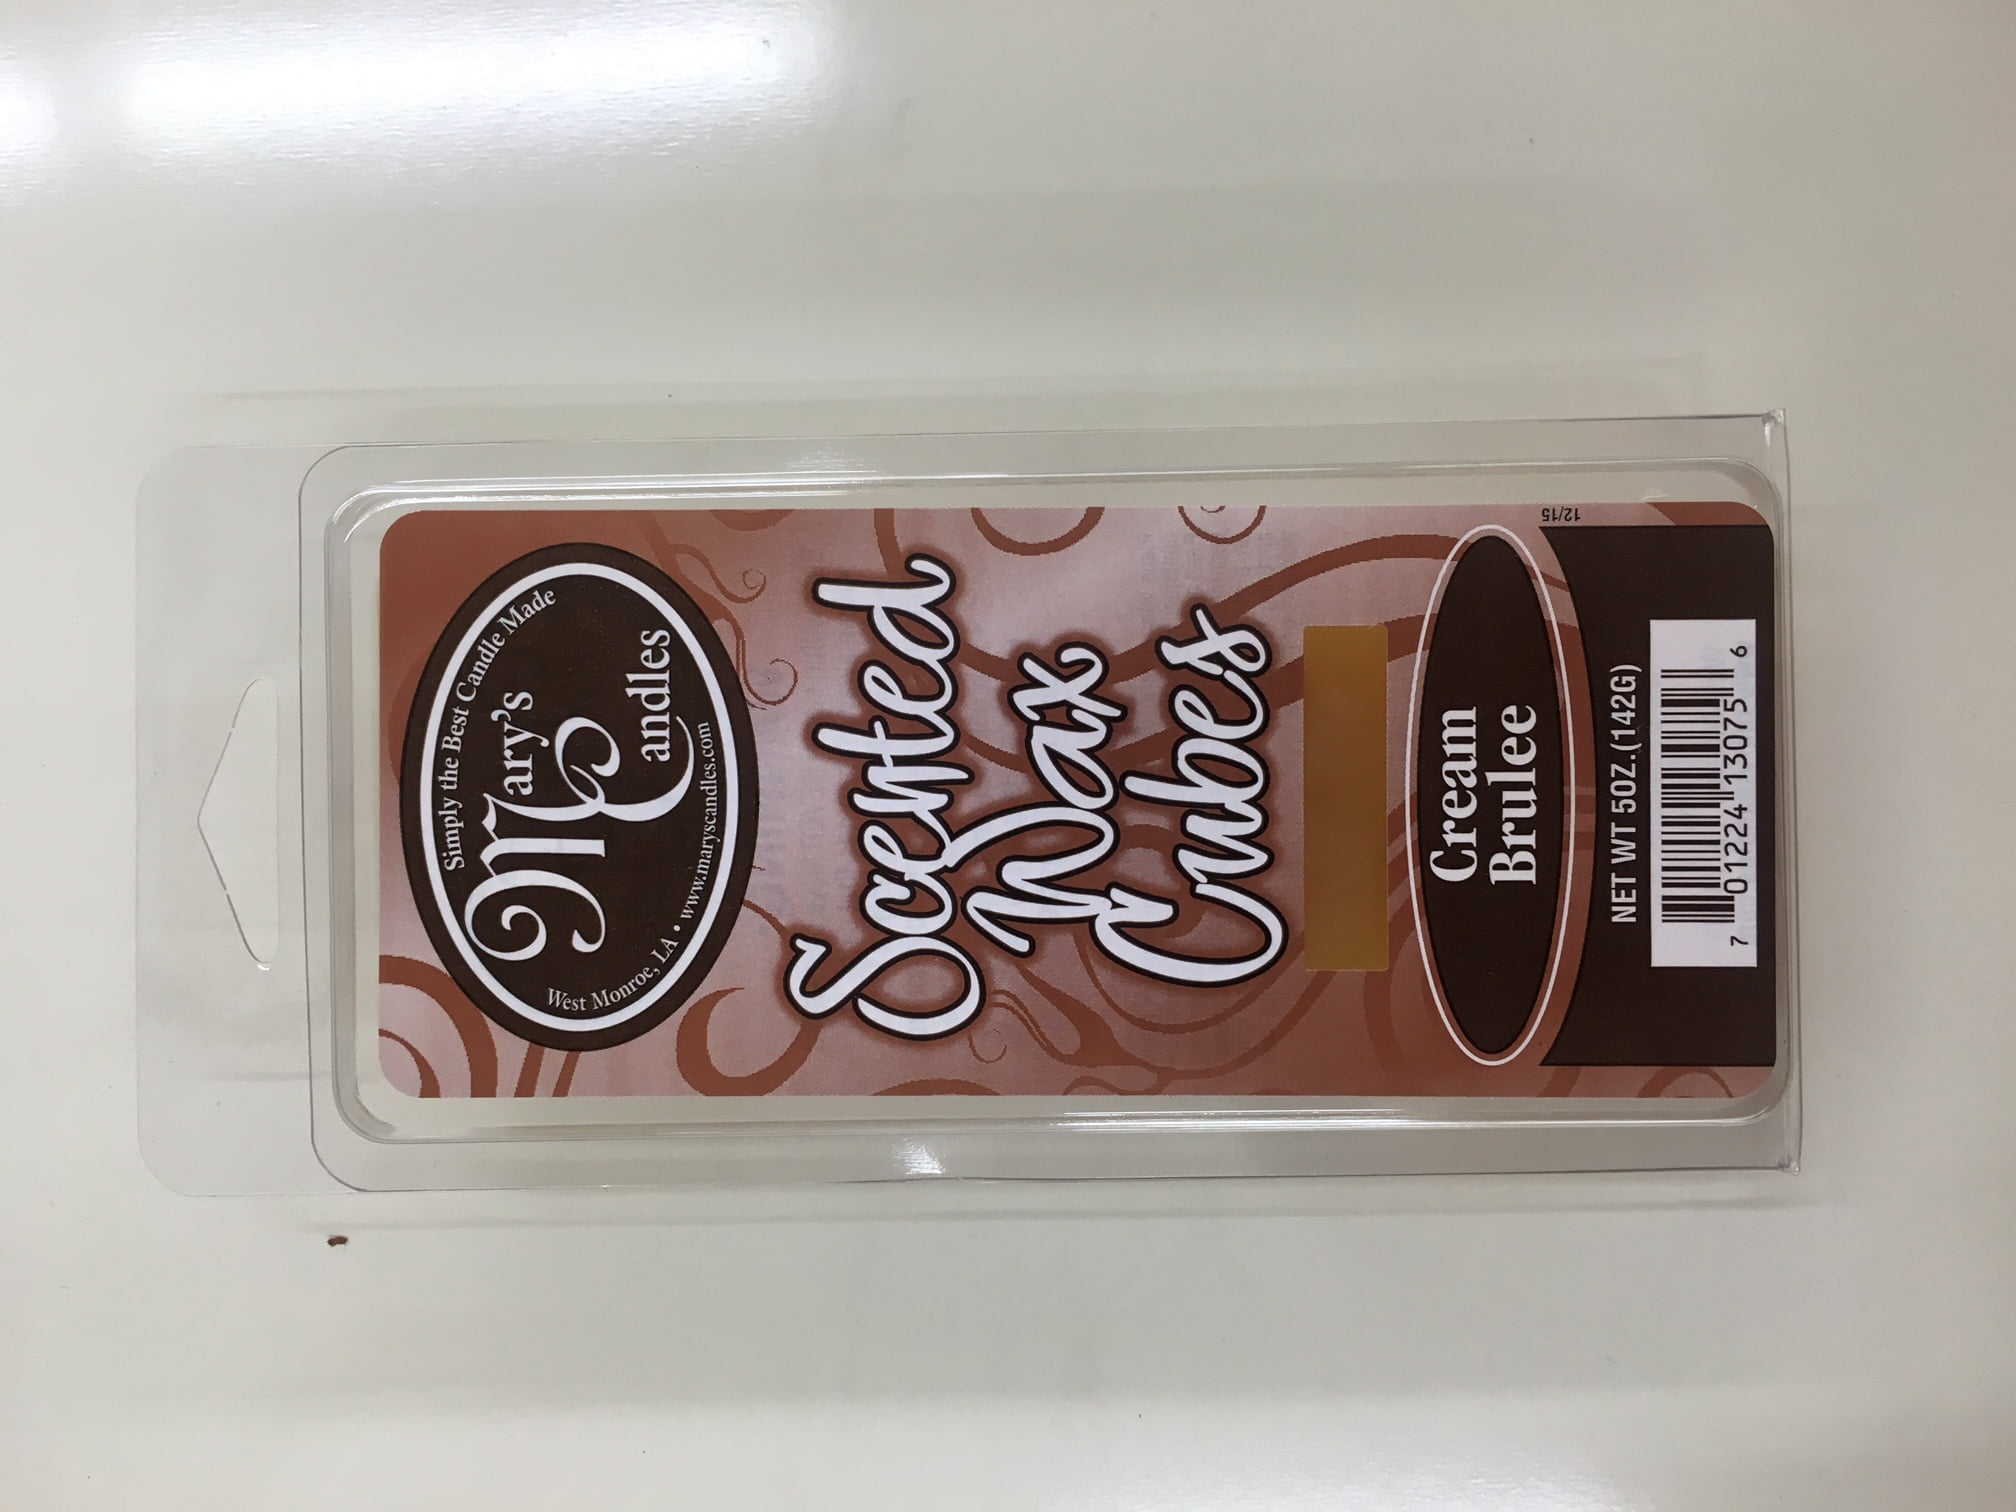 Simply the Best Candle Made
Mary's
Candles
West Monroe, LA • www.maryscandles.com
Scented
Wax
Cubes
Cream
Brulee
12/15
NET WT 5OZ.(142G)
7 01224 13075 6